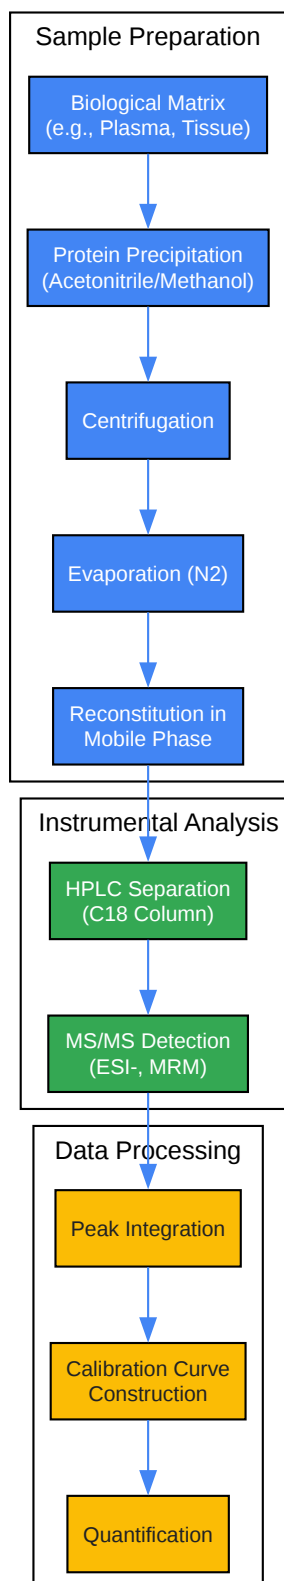 Sample Preparation
Biological Matrix
(e.g., Plasma, Tissue)
Protein Precipitation
(Acetonitrile/Methanol)
Centrifugation
Evaporation (N2)
Reconstitution in
Mobile Phase
Instrumental Analysis
HPLC Separation
(C18 Column)
MS/MS Detection
(ESI-, MRM)
Data Processing
Peak Integration
Calibration Curve
Construction
Quantification